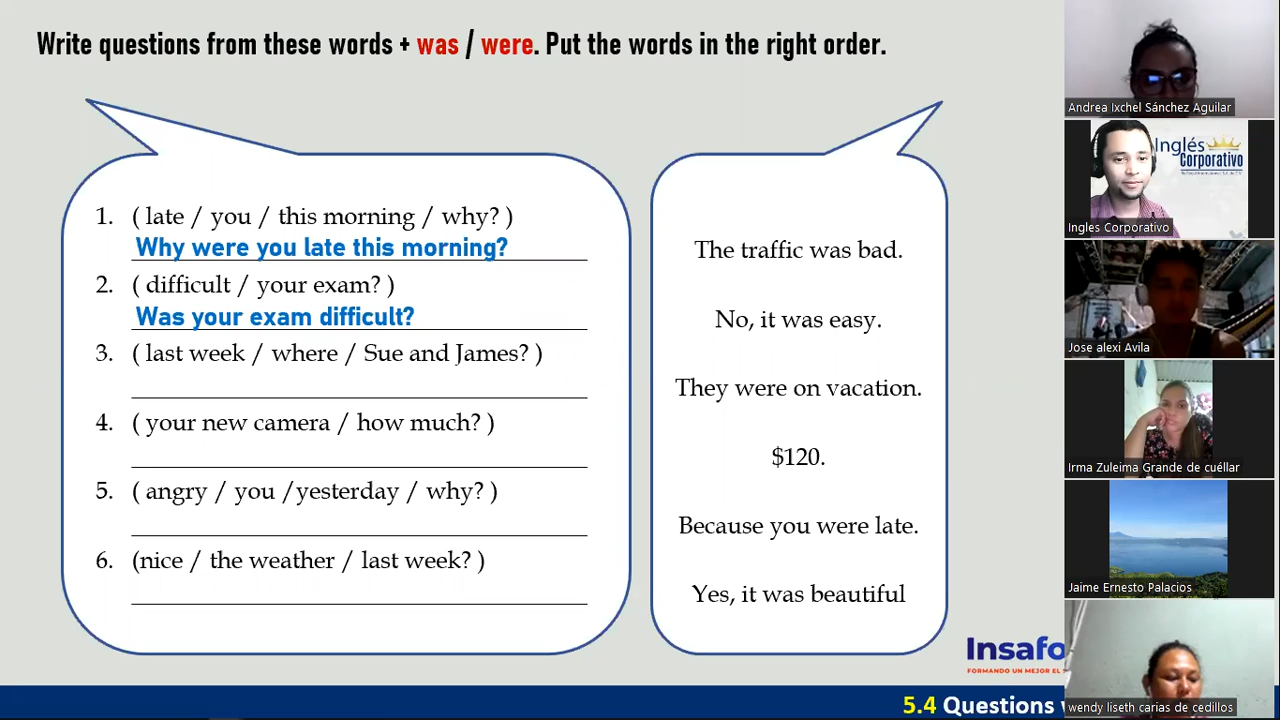 Write questions from these words + was / were. Put the words in the right order.
1. ( late / you / this morning / why? )
Why were you late this morning?
2. ( difficult / your exam? )
Was your exam difficult?
3. ( last week / where / Sue and James? )
4. ( your new camera / how much? )
5. ( angry / you /yesterday / why? )
6. (nice / the weather / last week? )
The traffic was bad.
No, it was easy.
They were on vacation.
$120.
Because you were late.
Yes, it was beautiful
Insafo
FORMANDO UN MEJOR EL
5.4 Questions
Andrea Ixchel Sánchez Aguilar
Inglés
Corporativo
Ingles Corporativo
Jose alexi Avila
Irma Zuleima Grande de cuéllar
Jaime Ernesto Palacios
wendy liseth carias de cedillos